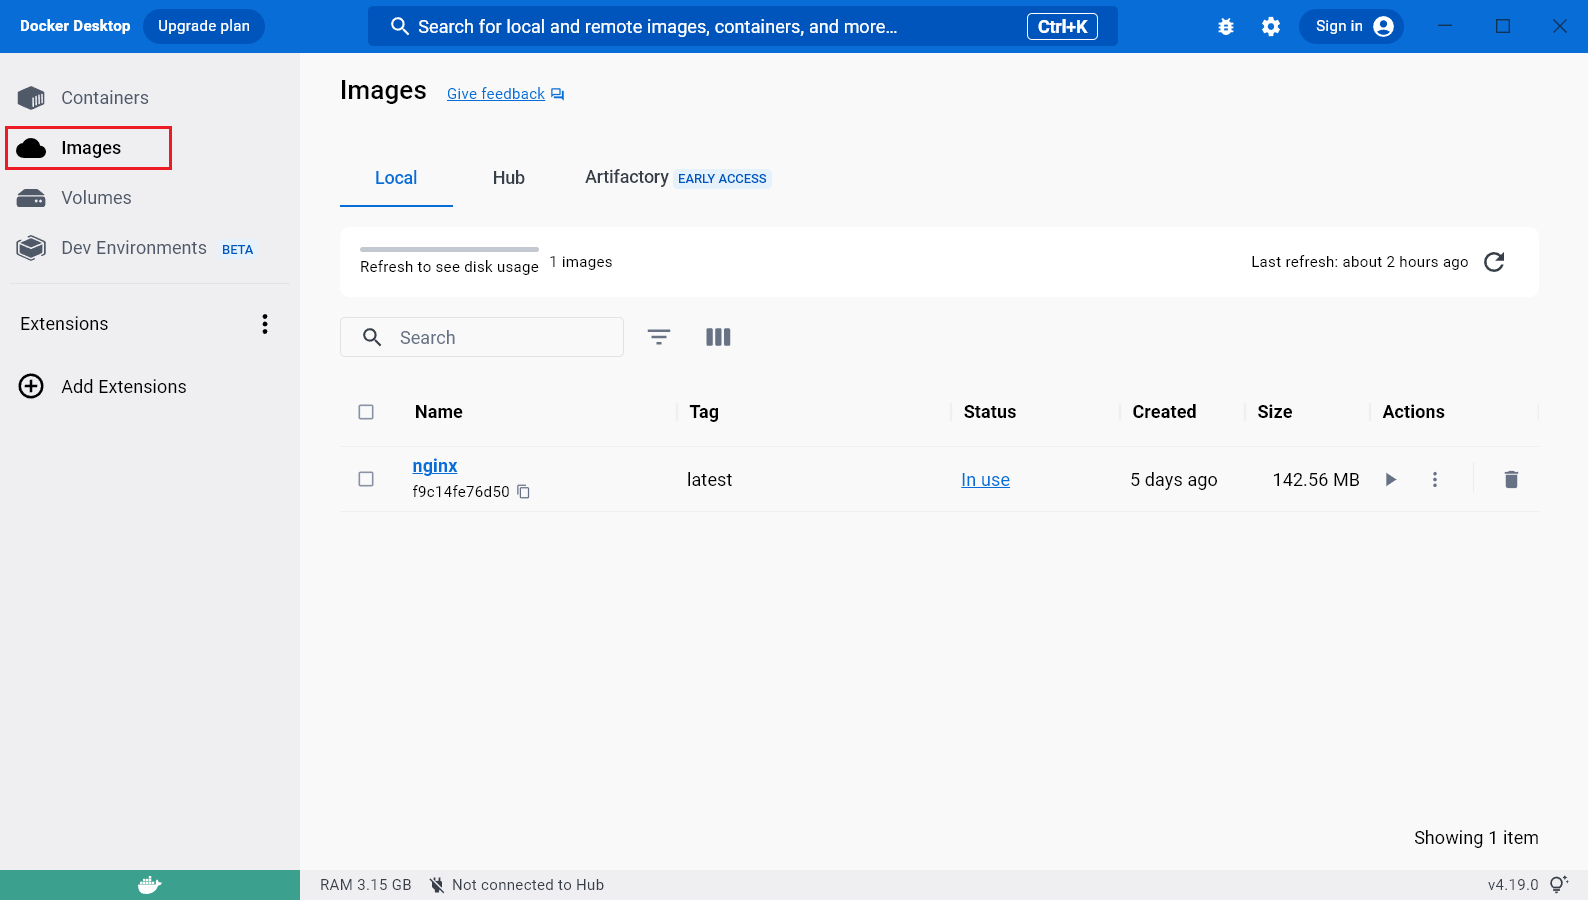 Docker Desktop Upgrade plan Search for local and remote images, containers, and more... Ctrl+K Sign in
Containers
Images
Volumes
Dev Environments BETA
Extensions
Add Extensions
Images Give feedback
Local Hub Artifactory EARLY ACCESS
Refresh to see disk usage 1 images Last refresh: about 2 hours ago
Search
Name Tag Status Created Size Actions
nginx
f9c14fe76d50
latest In use 5 days ago 142.56 MB
Showing 1 item
RAM 3.15 GB Not connected to Hub v4.19.0